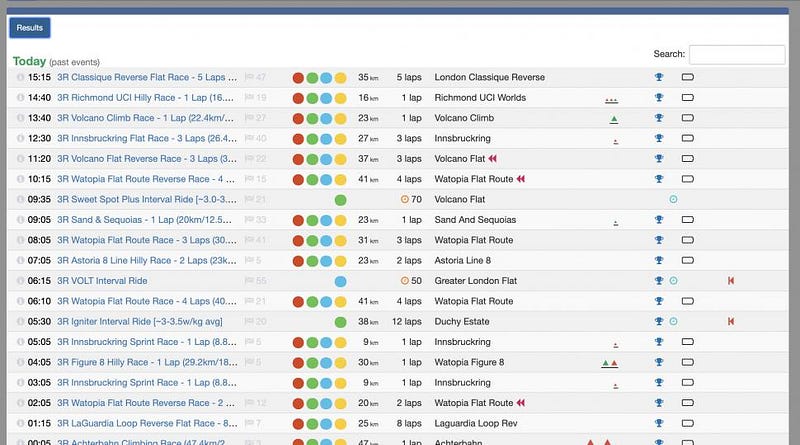 Results
Search:
Today (past events)
15:15 3R Classique Reverse Flat Race - 5 Laps ... 47 35 km 5 laps London Classique Reverse
14:40 3R Richmond UCI Hilly Race - 1 Lap (16.... 19 16 km 1 lap Richmond UCI Worlds
13:40 3R Volcano Climb Race - 1 Lap (22.4km/... 27 23 km 1 lap Volcano Climb
12:30 3R Innsbruckring Flat Race - 3 Laps (26.4... 40 27 km 3 laps Innsbruckring
11:20 3R Volcano Flat Reverse Race - 3 Laps (3... 22 37 km 3 laps Volcano Flat
10:15 3R Watopia Flat Reverse Race - 4 ... 15 41 km 4 laps Watopia Flat Route
09:35 3R Sweet Spot Plus Interval Ride [~3.0-3.... 21 70 Volcano Flat
09:05 3R Sand & Sequoias - 1 Lap (20km/12.5... 33 23 km 1 lap Sand And Sequoias
08:05 3R Watopia Flat Route Race - 3 Laps (30.... 41 31 km 3 laps Watopia Flat Route
07:05 3R Astoria 8 Line Hilly Race - 2 Laps (23k... 5 23 km 2 laps Astoria Line 8
06:15 3R VOLT Interval Ride 55 50 Greater London Flat
06:10 3R Watopia Flat Route Race - 4 Laps (40.... 21 41 km 4 laps Watopia Flat Route
05:30 3R Igniter Interval Ride [~3-3.5w/kg avg] 20 38 km 12 laps Duchy Estate
05:05 3R Innsbruckring Sprint Race - 1 Lap (8.8... 5 9 km 1 lap Innsbruckring
04:05 3R Figure 8 Hilly Race - 1 Lap (29.2km/18... 5 30 km 1 lap Watopia Figure 8
03:05 3R Innsbruckring Sprint Race - 1 Lap (8.8... 9 km 1 lap Innsbruckring
02:05 3R Watopia Flat Route Reverse Race - 2 ... 12 20 km 2 laps Watopia Flat Route
01:15 3R LaGuardia Loop Reverse Flat Race - 8... 7 25 km 8 laps Laguardia Loop Rev
00:05 3R Achterbahn Climbing Race (47.4km/2... 3 47 km 1 lap Achterbahn